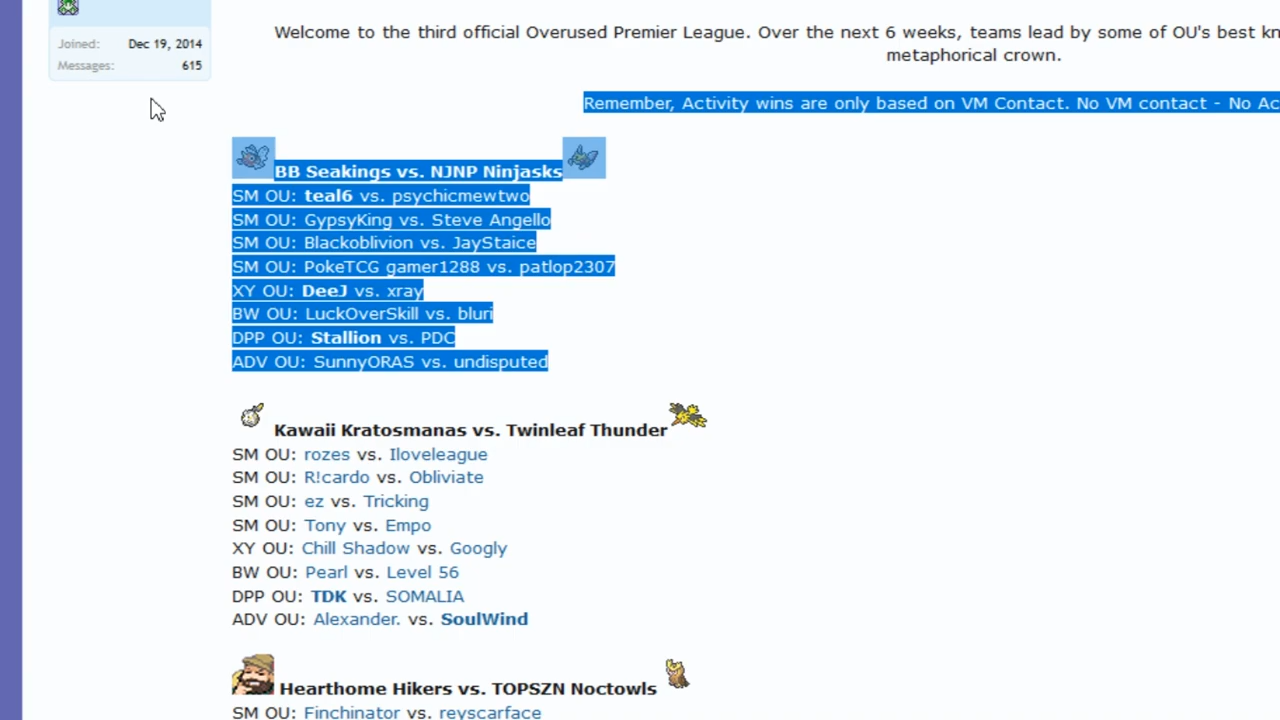 Joined: Dec 19, 2014
Messages: 615
Welcome to the third official Overused Premier League. Over the next 6 weeks, teams lead by some of OU's best kn
metaphorical crown.
Remember, Activity wins are only based on VM Contact. No VM contact - No Ac
BB Seakings vs. NJNP Ninjasks
SM OU: teal6 vs. psychicmewtwo
SM OU: GypsyKing vs. Steve Angello
SM OU: Blackoblivion vs. JayStaice
SM OU: PokeTCG gamer1288 vs. patlop2307
XY OU: DeeJ vs. xray
BW OU: LuckOverSkill vs. bluri
DPP OU: Stallion vs. PDC
ADV OU: SunnyORAS vs. undisputed
Kawaii Kratosmanas vs. Twinleaf Thunder
SM OU: rozes vs. Iloveleague
SM OU: R!cardo vs. Obliviate
SM OU: ez vs. Tricking
SM OU: Tony vs. Empo
XY OU: Chill Shadow vs. Googly
BW OU: Pearl vs. Level 56
DPP OU: TDK vs. SOMALIA
ADV OU: Alexander. vs. SoulWind
Hearthome Hikers vs. TOPSZN Noctowls
SM OU: Finchinator vs. reyscarface